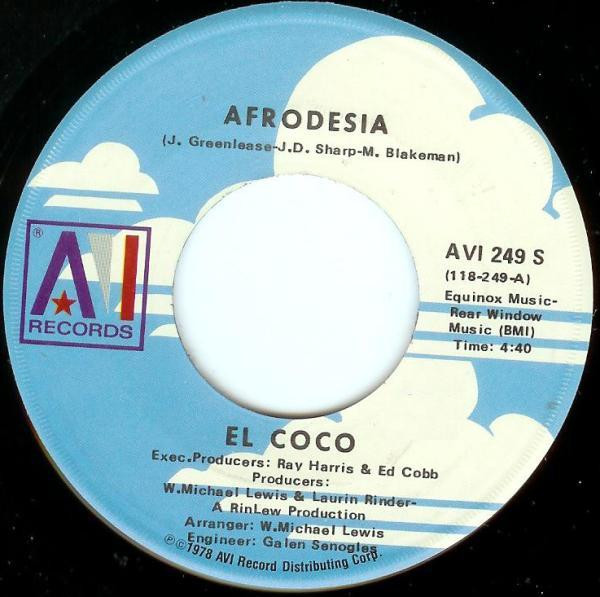 AFRODESIA
(J. Greenlease-J.D. Sharp-M. Blakeman)
®
AVI
RECORDS
AVI 249 S
(118-249-A)
Equinox Music-
Rear Window
Music (BMI)
Time: 4:40
EL COCO
Exec.Producers: Ray Harris & Ed Cobb
Producers:
W.Michael Lewis & Laurin Rinder-
A RinLew Production
Arranger: W.Michael Lewis
Engineer: Galen Senogles
℗©1978 AVI Record Distributing Corp.